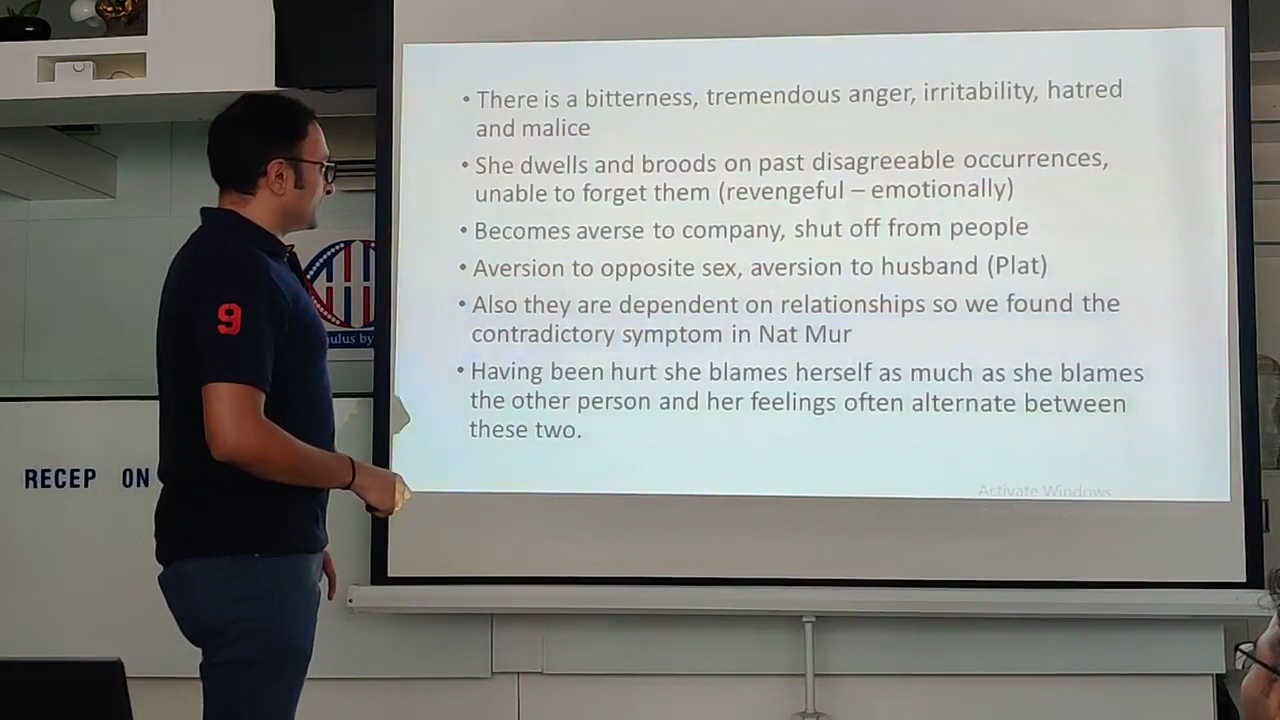 • There is a bitterness, tremendous anger, irritability, hatred
and malice
• She dwells and broods on past disagreeable occurrences,
unable to forget them (revengeful – emotionally)
• Becomes averse to company, shut off from people
• Aversion to opposite sex, aversion to husband (Plat)
• Also they are dependent on relationships so we found the
contradictory symptom in Nat Mur
• Having been hurt she blames herself as much as she blames
the other person and her feelings often alternate between
these two.
Activate Windows
9
ulus by
RECEP ON